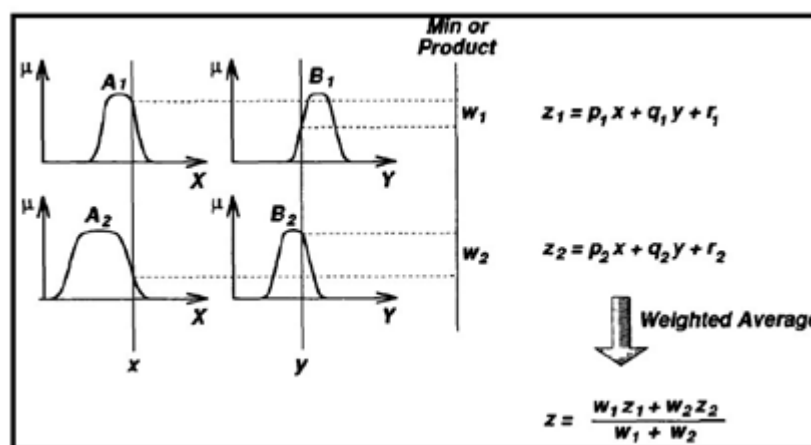 Min or
Product
μ A₁ X
μ B₁ Y
w₁
z₁ = p₁ x + q₁ y + r₁
μ A₂ X
μ B₂ Y
w₂
z₂ = p₂ x + q₂ y + r₂
Weighted Average
x
y
z = w₁ z₁ + w₂ z₂
w₁ + w₂